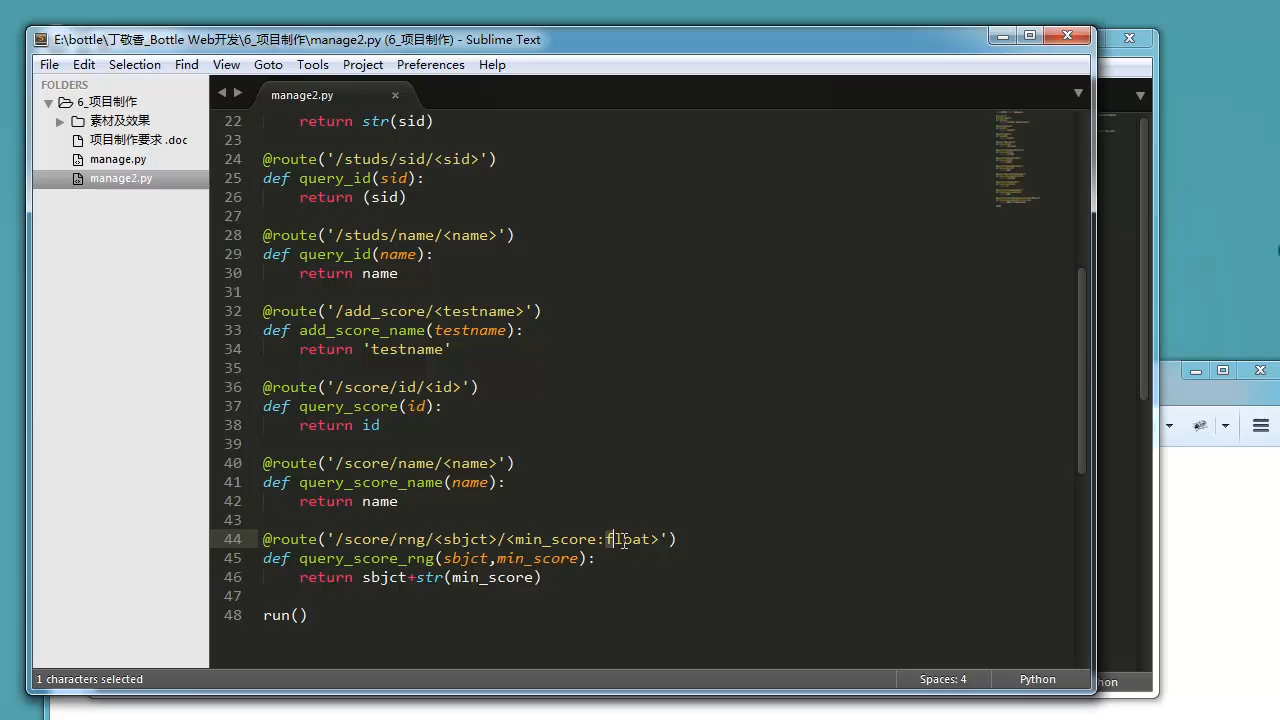 E:\bottle\丁敏香_Bottle Web开发\6_项目制作\manage2.py (6_项目制作) - Sublime Text
File Edit Selection Find View Goto Tools Project Preferences Help
FOLDERS
6_项目制作
素材及效果
项目制作要求 .doc
manage.py
manage2.py
manage2.py
22 return str(sid)
23
24 @route('/studs/sid/<sid>')
25 def query_id(sid):
26 return (sid)
27
28 @route('/studs/name/<name>')
29 def query_id(name):
30 return name
31
32 @route('/add_score/<testname>')
33 def add_score_name(testname):
34 return 'testname'
35
36 @route('/score/id/<id>')
37 def query_score(id):
38 return id
39
40 @route('/score/name/<name>')
41 def query_score_name(name):
42 return name
43
44 @route('/score/rng/<sbjct>/<min_score:float>')
45 def query_score_rng(sbjct,min_score):
46 return sbjct+str(min_score)
47
48 run()
1 characters selected
Spaces: 4
Python
hon